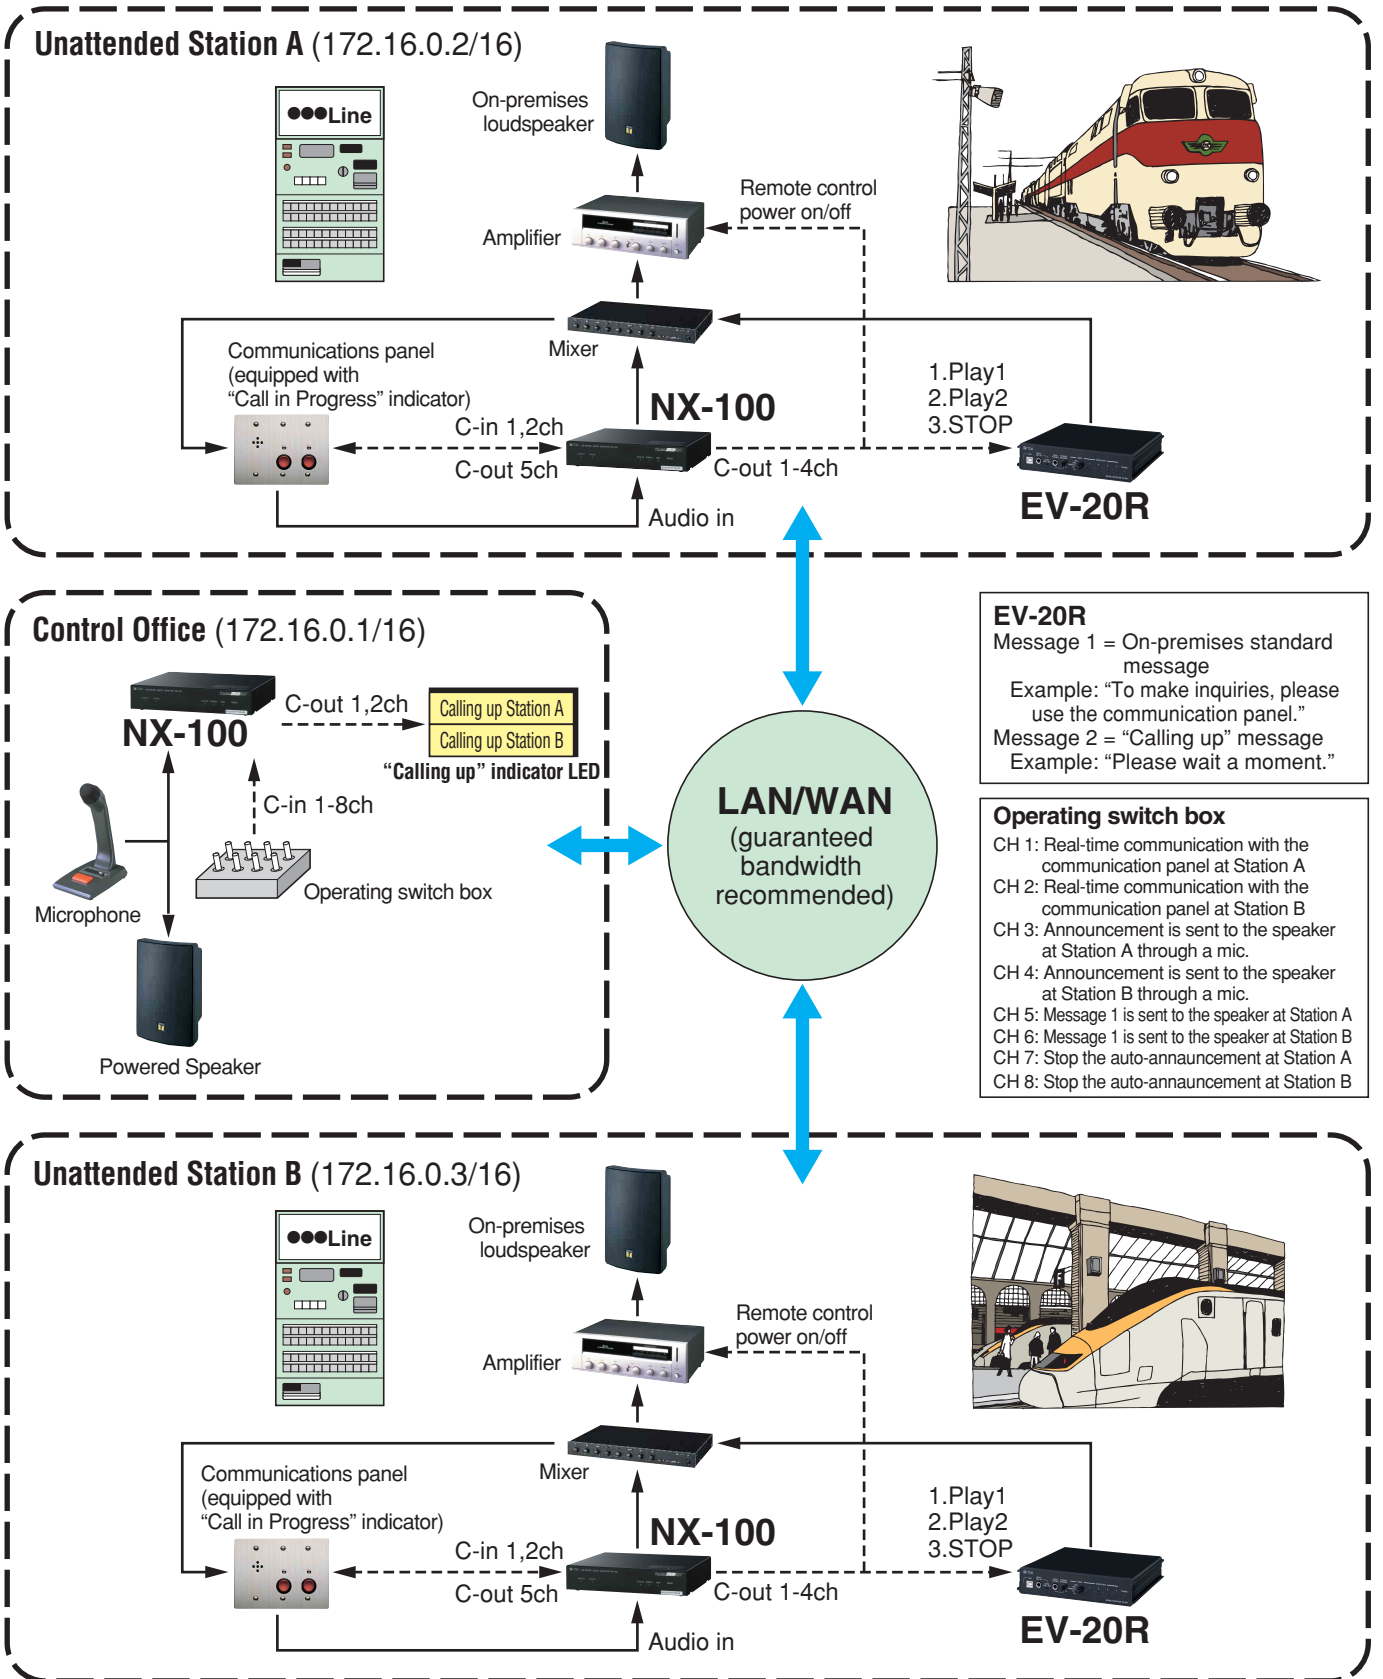 Unattended Station A (172.16.0.2/16)
●●●Line
On-premises
loudspeaker
Remote control
power on/off
Amplifier
Mixer
Communications panel
(equipped with
“Call in Progress” indicator)
1.Play1
2.Play2
3.STOP
NX-100
C-in 1,2ch
C-out 5ch
C-out 1-4ch
EV-20R
Audio in
Control Office (172.16.0.1/16)
NX-100
C-out 1,2ch
Calling up Station A
Calling up Station B
“Calling up” indicator LED
C-in 1-8ch
Operating switch box
Microphone
Powered Speaker
LAN/WAN
(guaranteed
bandwidth
recommended)
EV-20R
Message 1 = On-premises standard
message
Example: “To make inquiries, please
use the communication panel.”
Message 2 = “Calling up” message
Example: “Please wait a moment.”
Operating switch box
CH 1: Real-time communication with the
communication panel at Station A
CH 2: Real-time communication with the
communication panel at Station B
CH 3: Announcement is sent to the speaker
at Station A through a mic.
CH 4: Announcement is sent to the speaker
at Station B through a mic.
CH 5: Message 1 is sent to the speaker at Station A
CH 6: Message 1 is sent to the speaker at Station B
CH 7: Stop the auto-annauncement at Station A
CH 8: Stop the auto-annauncement at Station B
Unattended Station B (172.16.0.3/16)
●●●Line
On-premises
loudspeaker
Remote control
power on/off
Amplifier
Mixer
Communications panel
(equipped with
“Call in Progress” indicator)
1.Play1
2.Play2
3.STOP
NX-100
C-in 1,2ch
C-out 5ch
C-out 1-4ch
EV-20R
Audio in